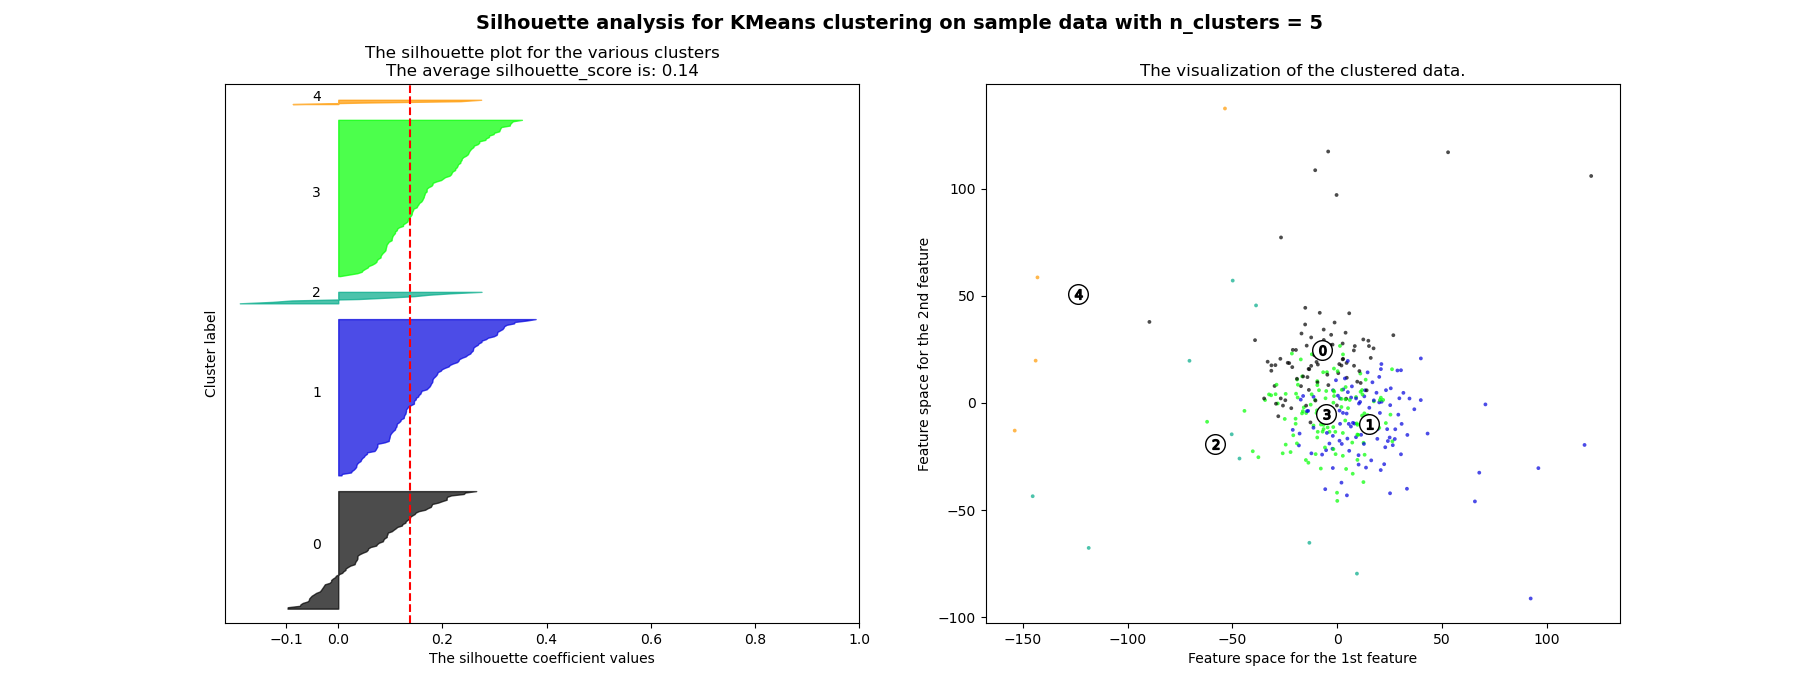 Silhouette analysis for KMeans clustering on sample data with n_clusters = 5
The silhouette plot for the various clusters
The average silhouette_score is: 0.14
4
3
2
1
0
Cluster label
−0.1 0.0 0.2 0.4 0.6 0.8 1.0
The silhouette coefficient values
The visualization of the clustered data.
100
50
0
−50
−100
Feature space for the 2nd feature
4
0
3
1
2
−150 −100 −50 0 50 100
Feature space for the 1st feature